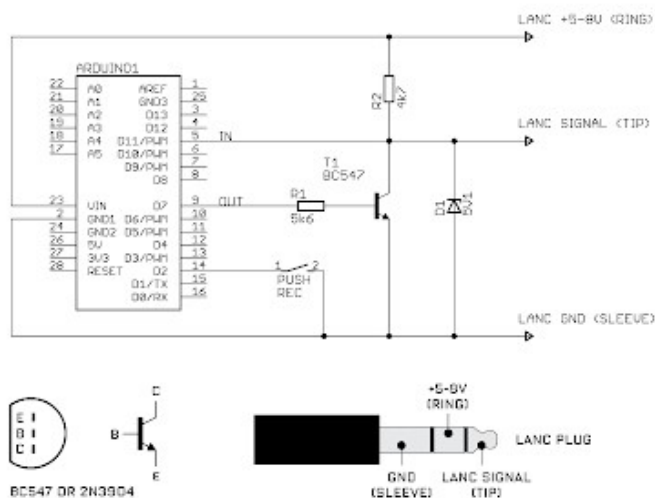 LANC +5-8V (RING)
ARDUINO1
22 A0 AREF 1
21 A1 GND3 25
20 A2 D13 3
19 A3 D12 4
18 A4 D11/PWM 5 IN
17 A5 D10/PWM 6
D9/PWM 7
D8 8
23 VIN D7 9 OUT
2 GND1 D6/PWM 10
24 GND2 D5/PWM 11
26 5V D4 12
27 3V3 D3/PWM 13
28 RESET D2 14
D1/TX 15
D0/RX 16
R2
4k7
LANC SIGNAL (TIP)
T1
BC547
R1
5k6
D1
5V1
1 2
PUSH
REC
LANC GND (SLEEVE)
E
B
C
BC547 OR 2N3904
C
B
E
+5-8V
(RING)
LANC PLUG
GND
(SLEEVE)
LANC SIGNAL
(TIP)